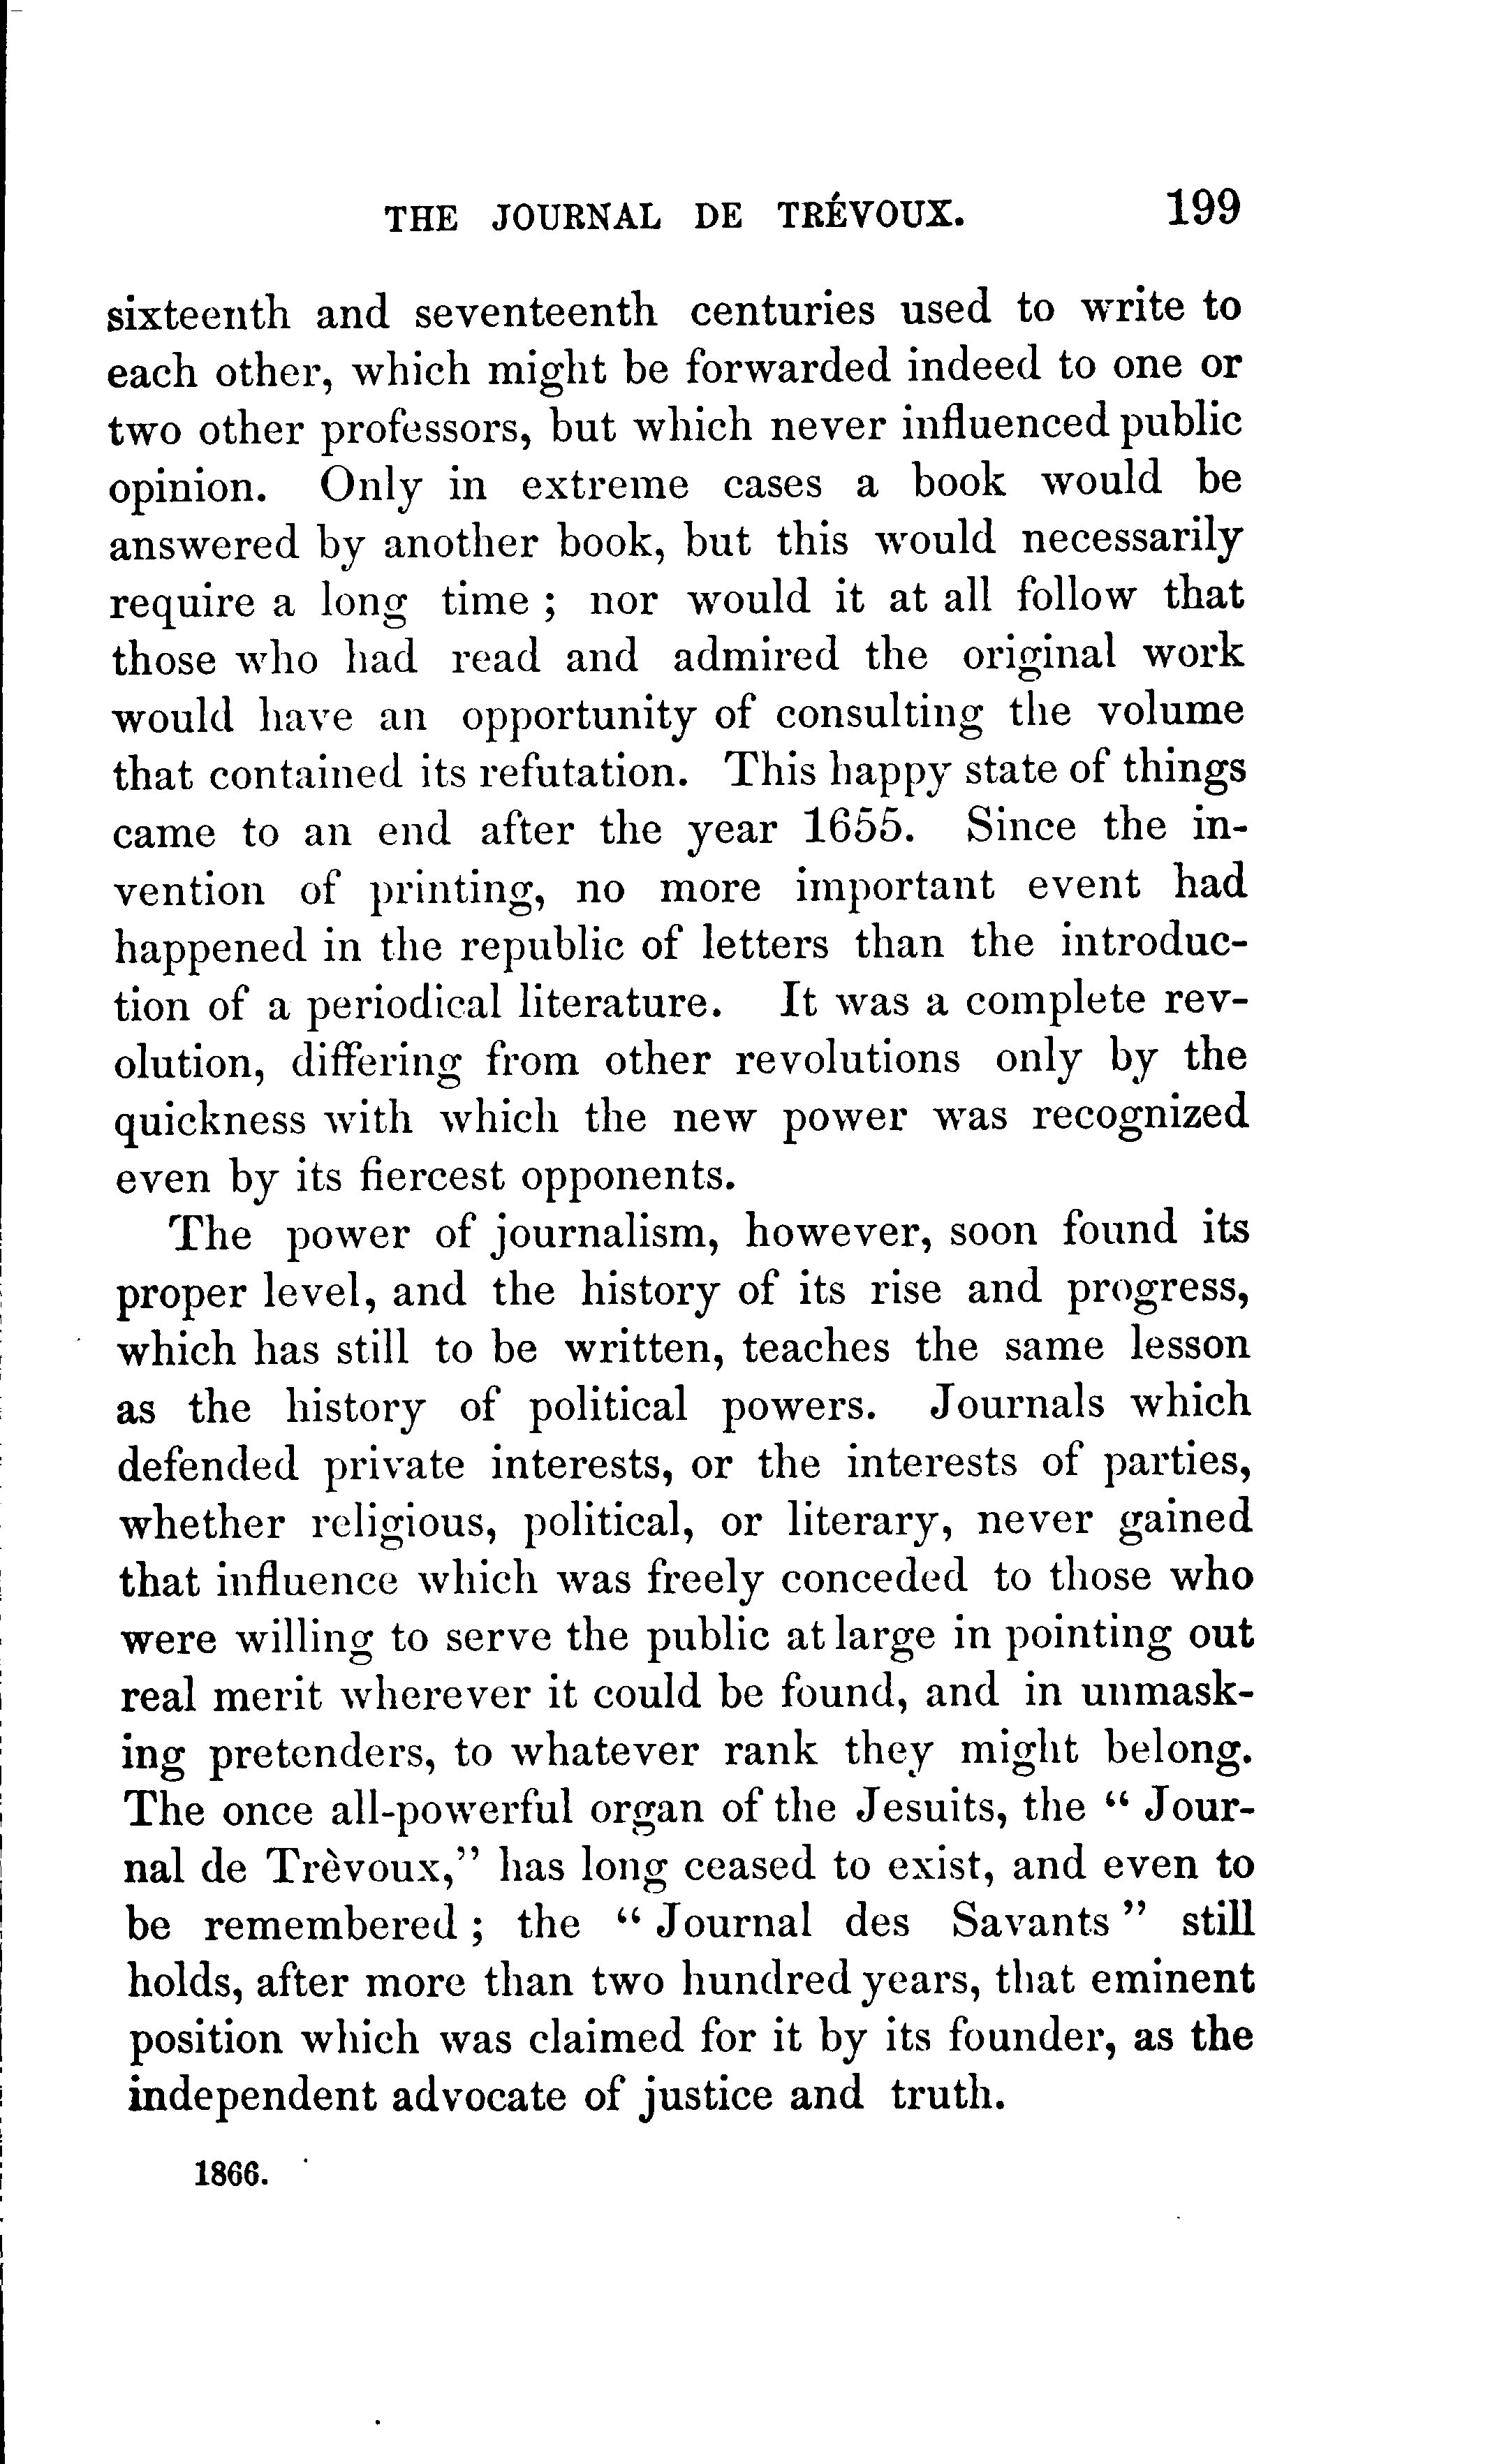 THE JOURNAL DE TRÉVOUX. 199
sixteenth and seventeenth centuries used to write to
each other, which might be forwarded indeed to one or
two other professors, but which never influenced public
opinion. Only in extreme cases a book would be
answered by another book, but this would necessarily
require a long time ; nor would it at all follow that
those who had read and admired the original work
would have an opportunity of consulting the volume
that contained its refutation. This happy state of things
came to an end after the year 1655. Since the in-
vention of printing, no more important event had
happened in the republic of letters than the introduc-
tion of a periodical literature. It was a complete rev-
olution, differing from other revolutions only by the
quickness with which the new power was recognized
even by its fiercest opponents.
The power of journalism, however, soon found its
proper level, and the history of its rise and progress,
which has still to be written, teaches the same lesson
as the history of political powers. Journals which
defended private interests, or the interests of parties,
whether religious, political, or literary, never gained
that influence which was freely conceded to those who
were willing to serve the public at large in pointing out
real merit wherever it could be found, and in unmask-
ing pretenders, to whatever rank they might belong.
The once all-powerful organ of the Jesuits, the “ Jour-
nal de Trèvoux,” has long ceased to exist, and even to
be remembered ; the “ Journal des Savants ” still
holds, after more than two hundred years, that eminent
position which was claimed for it by its founder, as the
independent advocate of justice and truth.
1866.